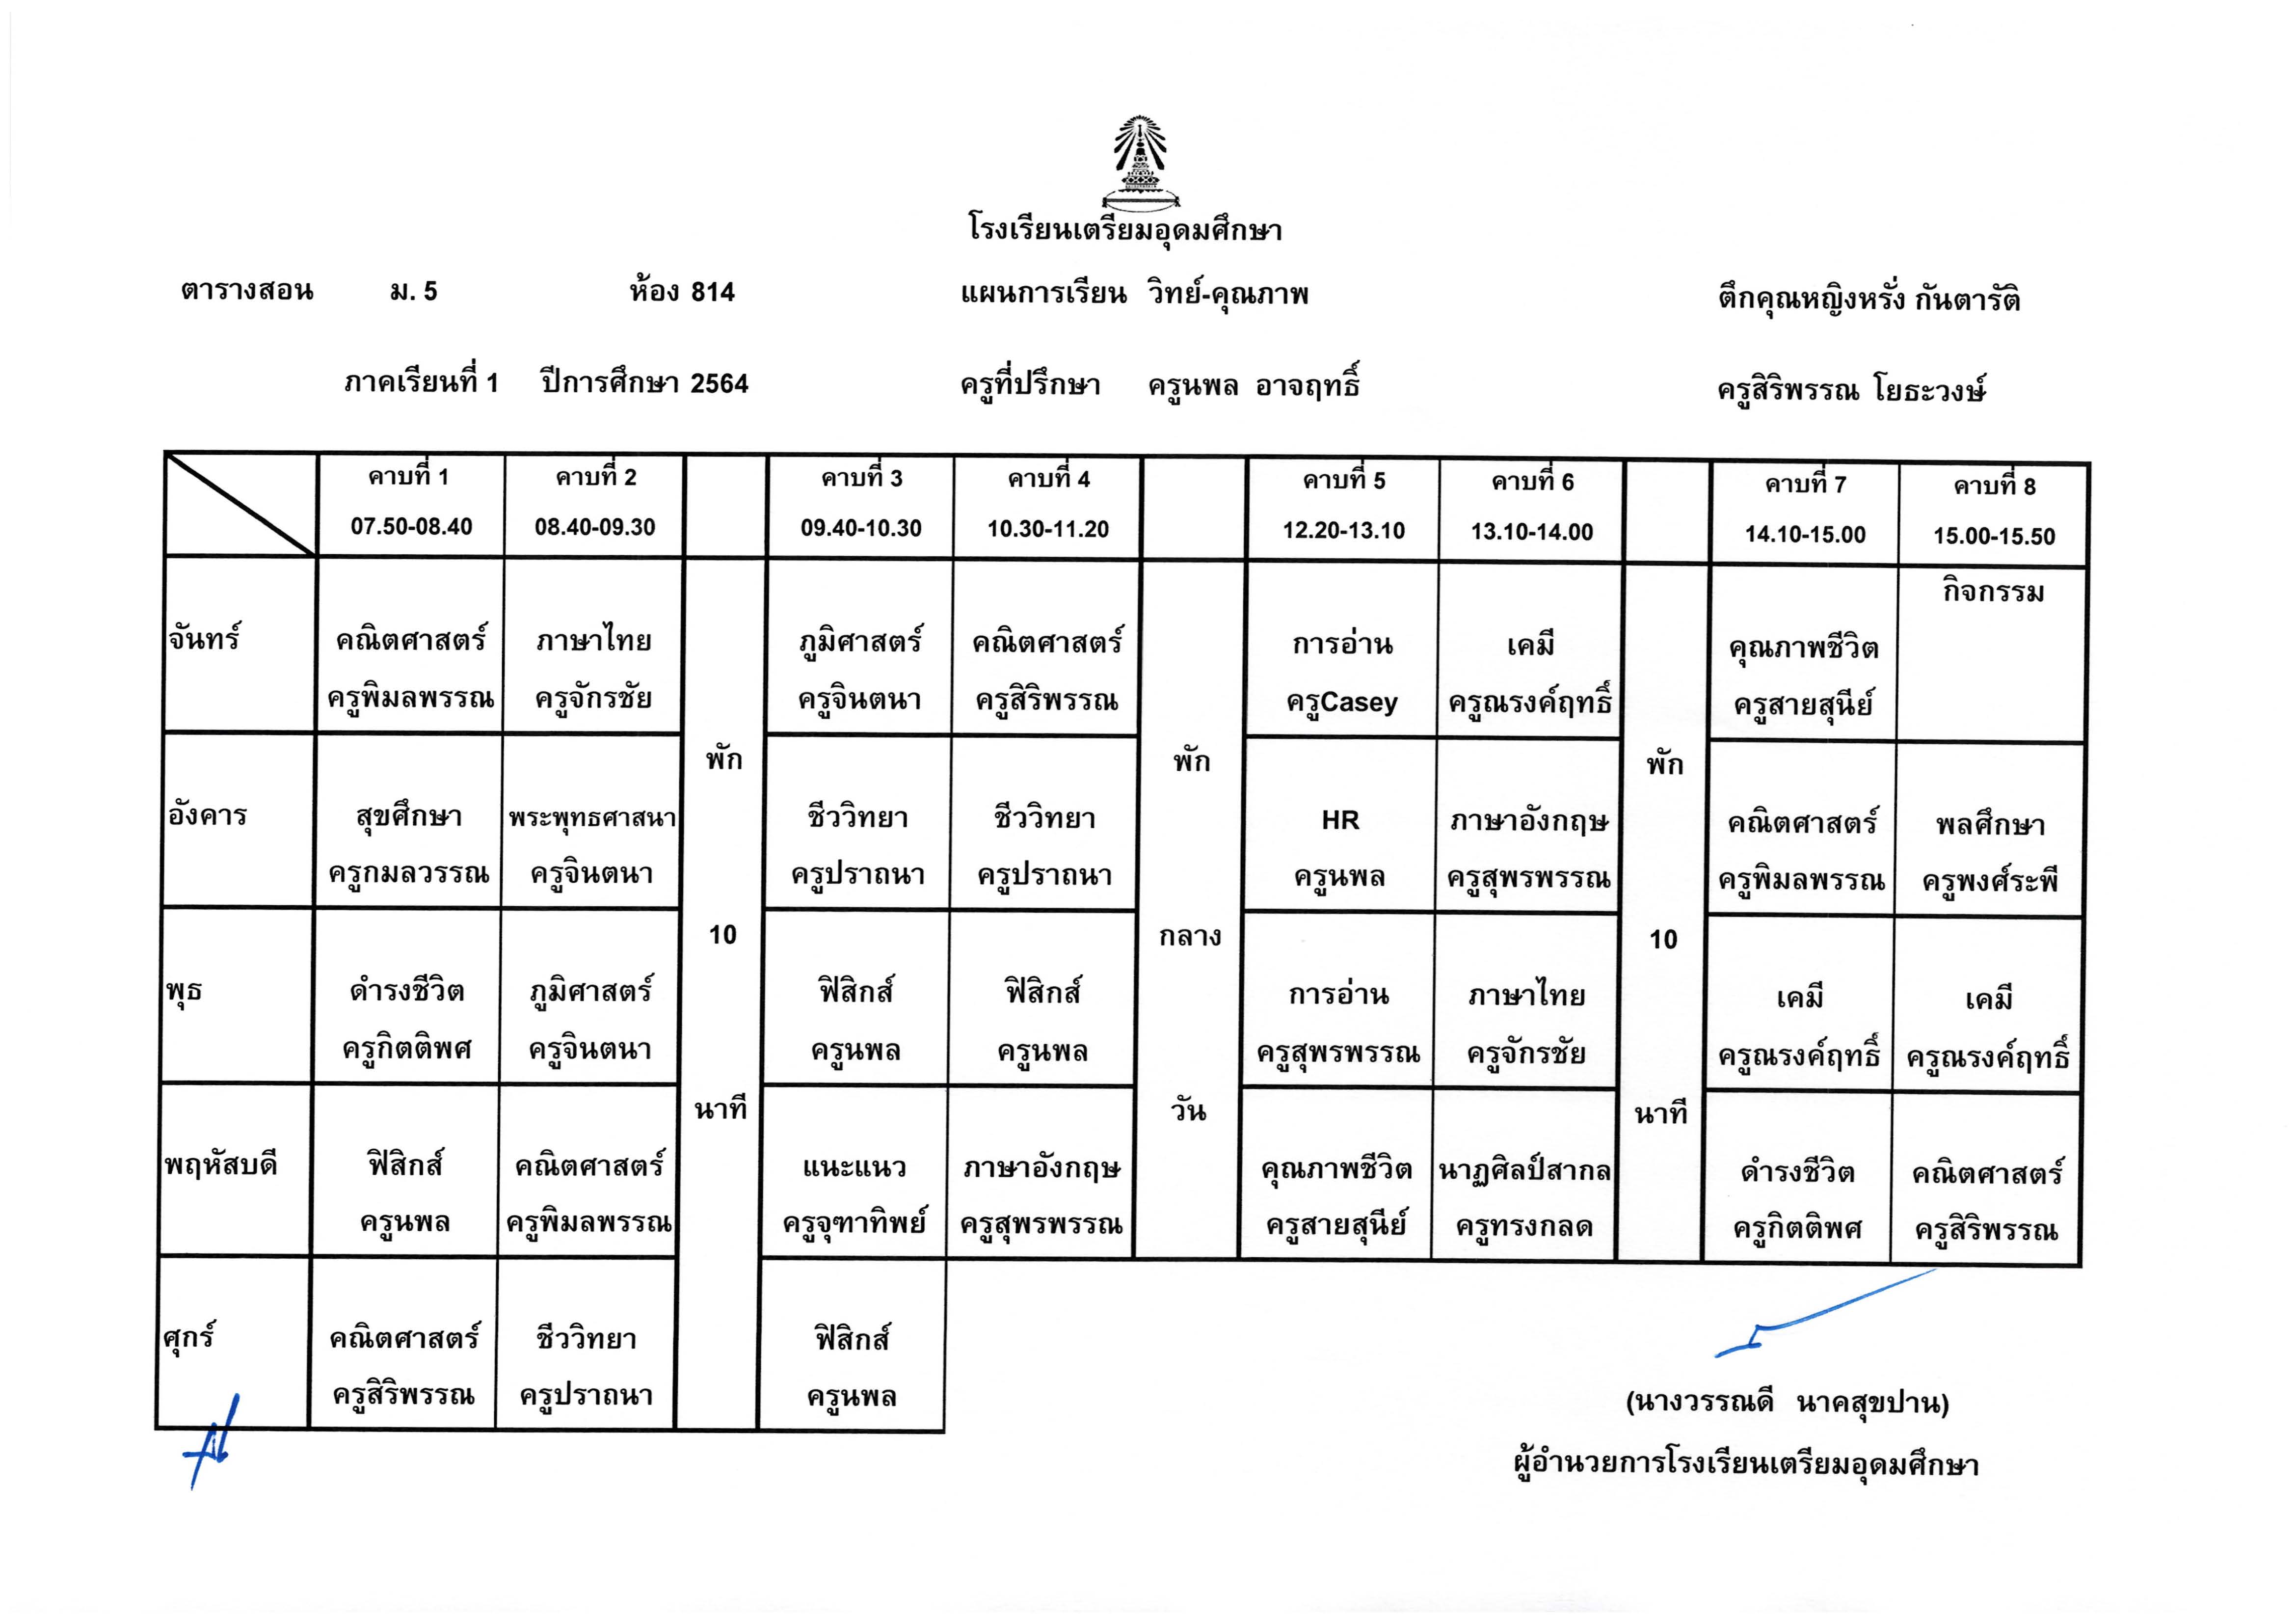 โรงเรียนเตรียมอุดมศึกษา
ตารางสอน ม. 5 ห้อง 814 แผนการเรียน วิทย์-คุณภาพ ตึกคุณหญิงหรั่ง กันตารัติ
ภาคเรียนที่ 1 ปีการศึกษา 2564 ครูที่ปรึกษา ครูนพล อาจฤทธิ์ ครูสิริพรรณ โยธะวงษ์
คาบที่ 1 คาบที่ 2 คาบที่ 3 คาบที่ 4 คาบที่ 5 คาบที่ 6 คาบที่ 7 คาบที่ 8
07.50-08.40 08.40-09.30 09.40-10.30 10.30-11.20 12.20-13.10 13.10-14.00 14.10-15.00 15.00-15.50
กิจกรรม
จันทร์ คณิตศาสตร์ ภาษาไทย ภูมิศาสตร์ คณิตศาสตร์ การอ่าน เคมี คุณภาพชีวิต
ครูพิมลพรรณ ครูจักรชัย ครูจินตนา ครูสิริพรรณ ครูCasey ครูณรงค์ฤทธิ์ ครูสายสุนีย์
พัก พัก พัก
อังคาร สุขศึกษา พระพุทธศาสนา ชีววิทยา ชีววิทยา HR ภาษาอังกฤษ คณิตศาสตร์ พลศึกษา
ครูกมลวรรณ ครูจินตนา ครูปราถนา ครูปราถนา ครูนพล ครูสุพรพรรณ ครูพิมลพรรณ ครูพงศ์ระพี
10 กลาง 10
พุธ ดำรงชีวิต ภูมิศาสตร์ ฟิสิกส์ ฟิสิกส์ การอ่าน ภาษาไทย เคมี เคมี
ครูกิตติพศ ครูจินตนา ครูนพล ครูนพล ครูสุพรพรรณ ครูจักรชัย ครูณรงค์ฤทธิ์ ครูณรงค์ฤทธิ์
นาที วัน นาที
พฤหัสบดี ฟิสิกส์ คณิตศาสตร์ แนะแนว ภาษาอังกฤษ คุณภาพชีวิต นาฏศิลป์สากล ดำรงชีวิต คณิตศาสตร์
ครูนพล ครูพิมลพรรณ ครูจุฑาทิพย์ ครูสุพรพรรณ ครูสายสุนีย์ ครูทรงกลด ครูกิตติพศ ครูสิริพรรณ
ศุกร์ คณิตศาสตร์ ชีววิทยา ฟิสิกส์
ครูสิริพรรณ ครูปราถนา ครูนพล
(นางวรรณดี นาคสุขปาน)
ผู้อำนวยการโรงเรียนเตรียมอุดมศึกษา